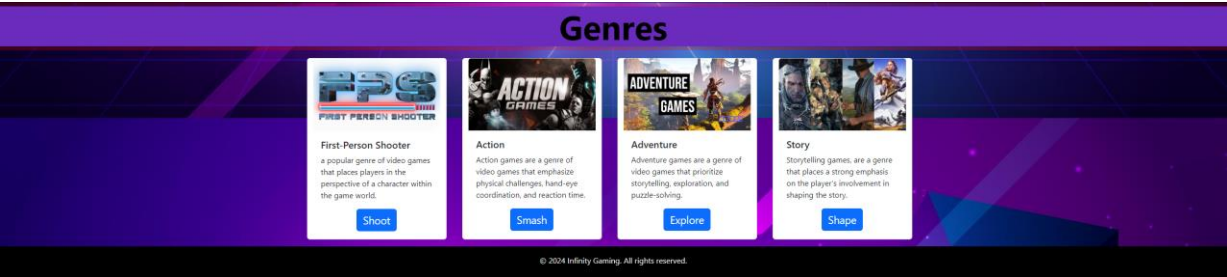 Genres
FPS
FIRST PERSON SHOOTER
First-Person Shooter
a popular genre of video games
that places players in the
perspective of a character within
the game world.
Shoot
ACTION
GAMES
Action
Action games are a genre of
video games that emphasize
physical challenges, hand-eye
coordination, and reaction time.
Smash
ADVENTURE
GAMES
Adventure
Adventure games are a genre of
video games that prioritize
storytelling, exploration, and
puzzle-solving.
Explore
Story
Storytelling games, are a genre
that places a strong emphasis
on the player's involvement in
shaping the story.
Shape
© 2024 Infinity Gaming. All rights reserved.